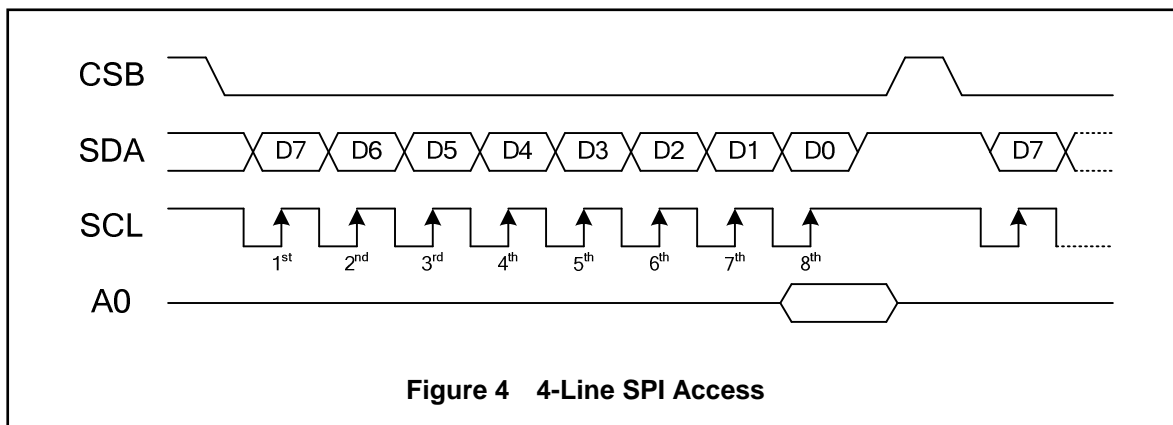 CSB
SDA D7 D6 D5 D4 D3 D2 D1 D0 D7
SCL
1st 2nd 3rd 4th 5th 6th 7th 8th
A0
Figure 4 4-Line SPI Access